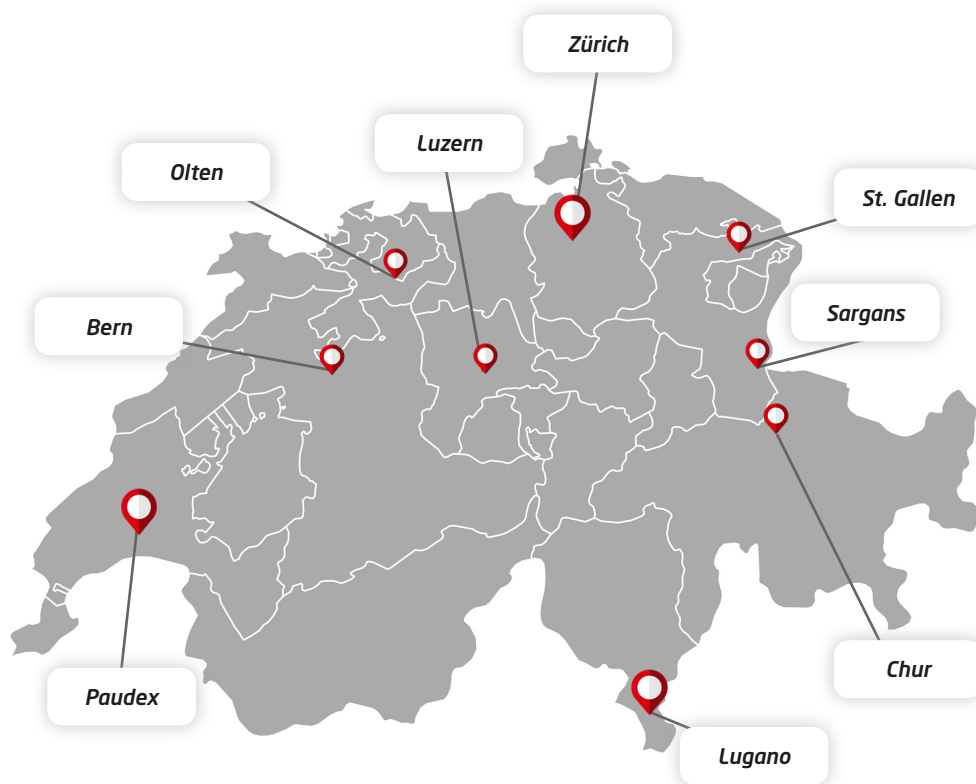 Zürich
Luzern
Olten
St. Gallen
Sargans
Bern
Chur
Paudex
Lugano